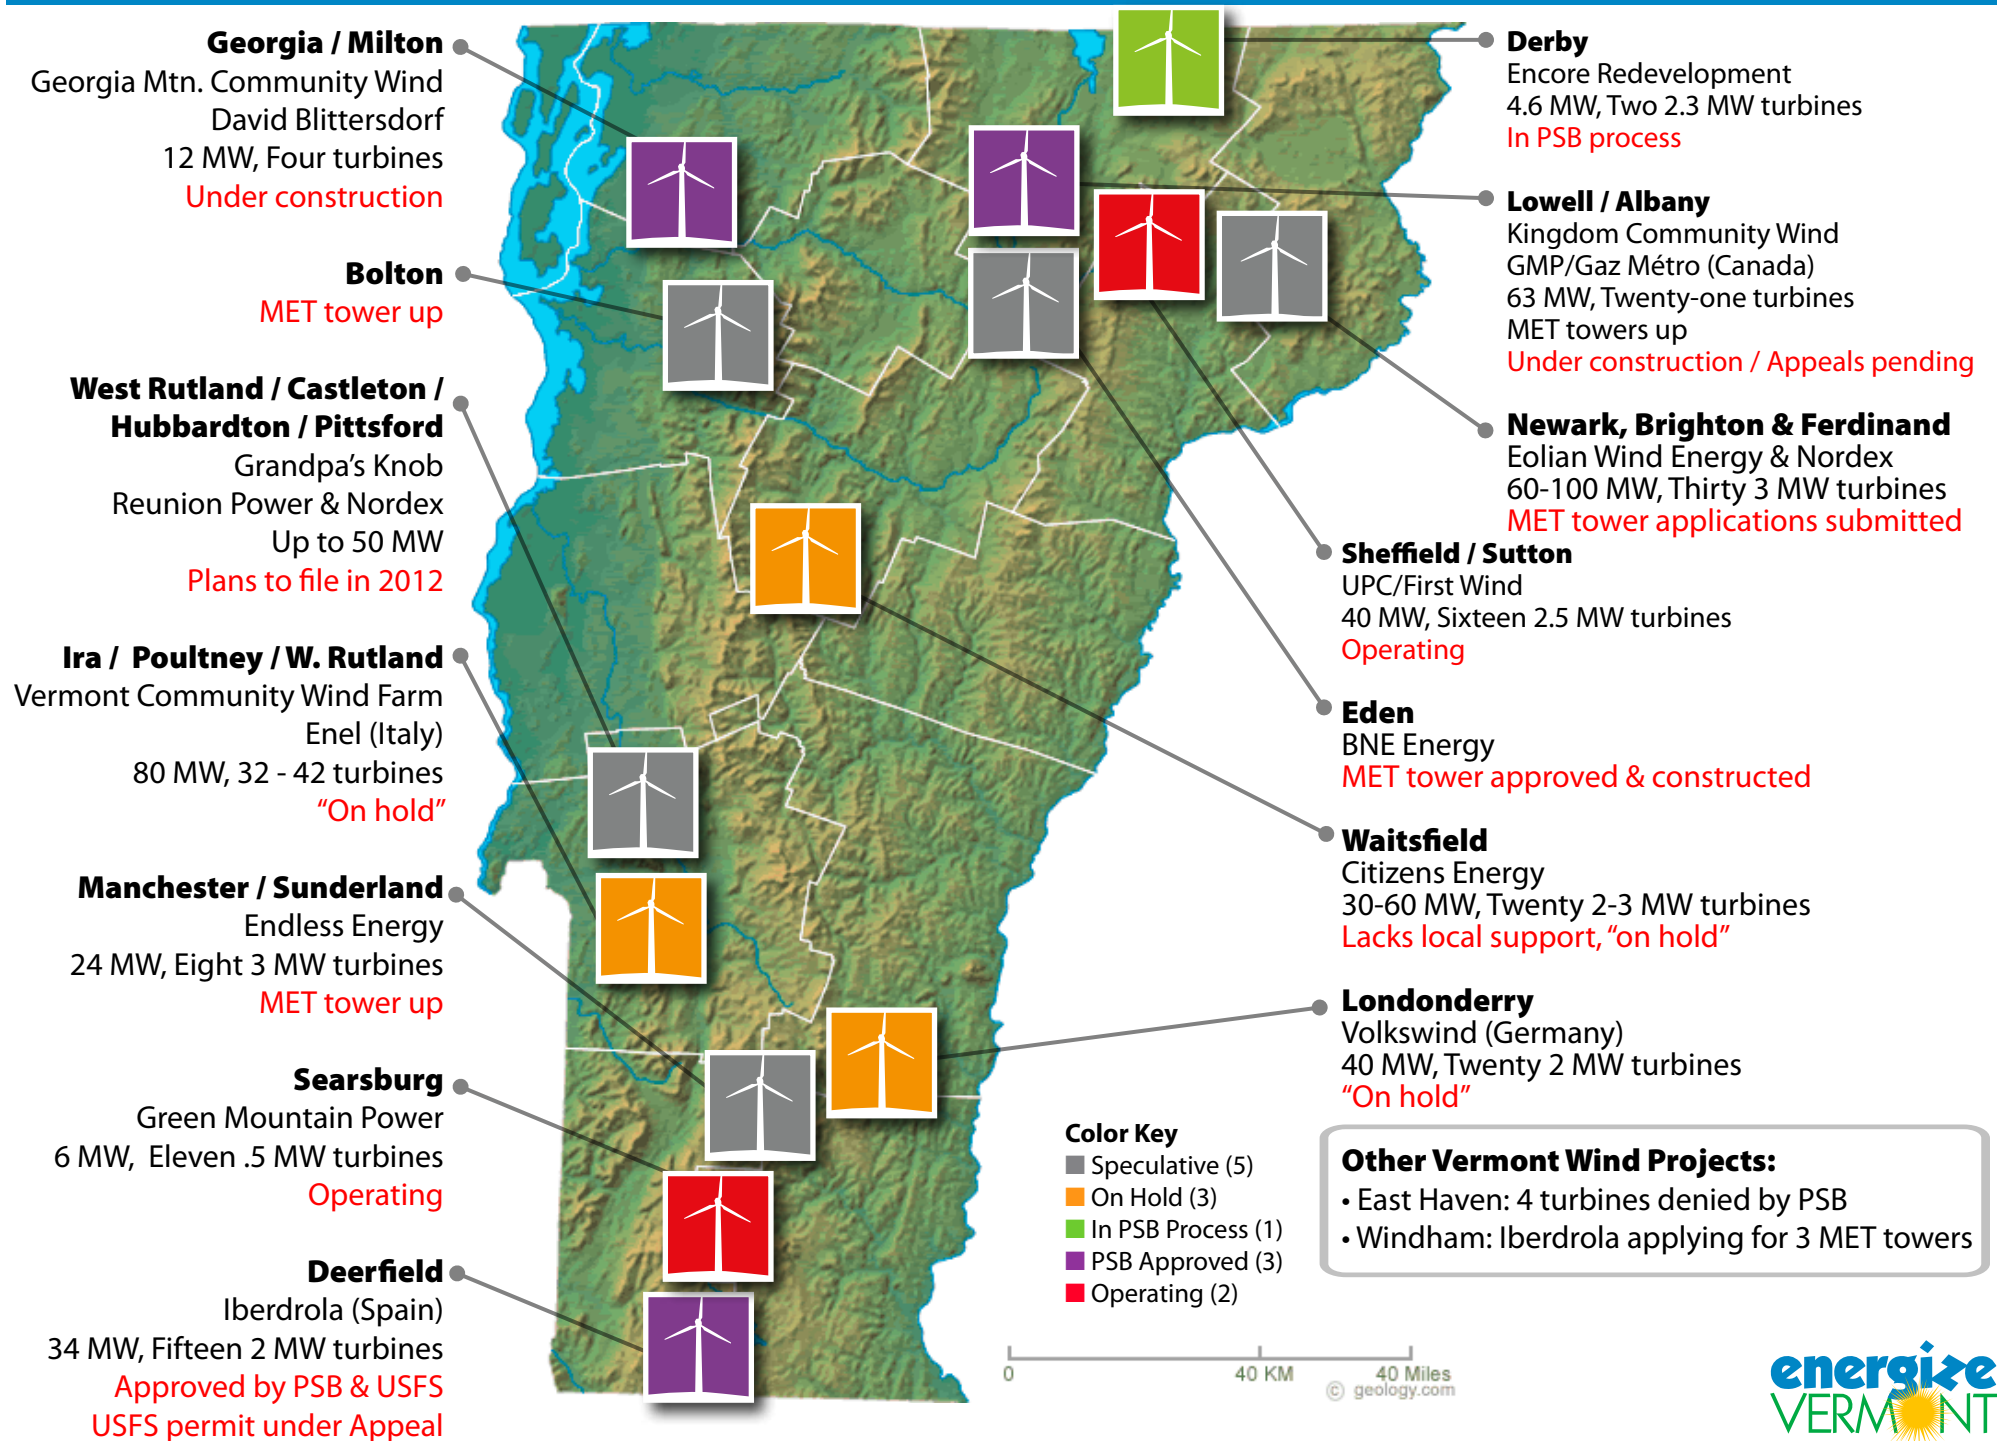 Georgia / Milton
Georgia Mtn. Community Wind
David Blittersdorf
12 MW, Four turbines
Under construction
Bolton
MET tower up
West Rutland / Castleton /
Hubbardton / Pittsford
Grandpa's Knob
Reunion Power & Nordex
Up to 50 MW
Plans to file in 2012
Ira / Poultney / W. Rutland
Vermont Community Wind Farm
Enel (Italy)
80 MW, 32 - 42 turbines
“On hold”
Manchester / Sunderland
Endless Energy
24 MW, Eight 3 MW turbines
MET tower up
Searsburg
Green Mountain Power
6 MW, Eleven .5 MW turbines
Operating
Deerfield
Iberdrola (Spain)
34 MW, Fifteen 2 MW turbines
Approved by PSB & USFS
USFS permit under Appeal
Derby
Encore Redevelopment
4.6 MW, Two 2.3 MW turbines
In PSB process
Lowell / Albany
Kingdom Community Wind
GMP/Gaz Métro (Canada)
63 MW, Twenty-one turbines
MET towers up
Under construction / Appeals pending
Newark, Brighton & Ferdinand
Eolian Wind Energy & Nordex
60-100 MW, Thirty 3 MW turbines
MET tower applications submitted
Sheffield / Sutton
UPC/First Wind
40 MW, Sixteen 2.5 MW turbines
Operating
Eden
BNE Energy
MET tower approved & constructed
Waitsfield
Citizens Energy
30-60 MW, Twenty 2-3 MW turbines
Lacks local support, “on hold”
Londonderry
Volkswind (Germany)
40 MW, Twenty 2 MW turbines
“On hold”
Color Key
Speculative (5)
On Hold (3)
In PSB Process (1)
PSB Approved (3)
Operating (2)
Other Vermont Wind Projects:
• East Haven: 4 turbines denied by PSB
• Windham: Iberdrola applying for 3 MET towers
0 40 KM 40 Miles
© geology.com
energize
VERMONT